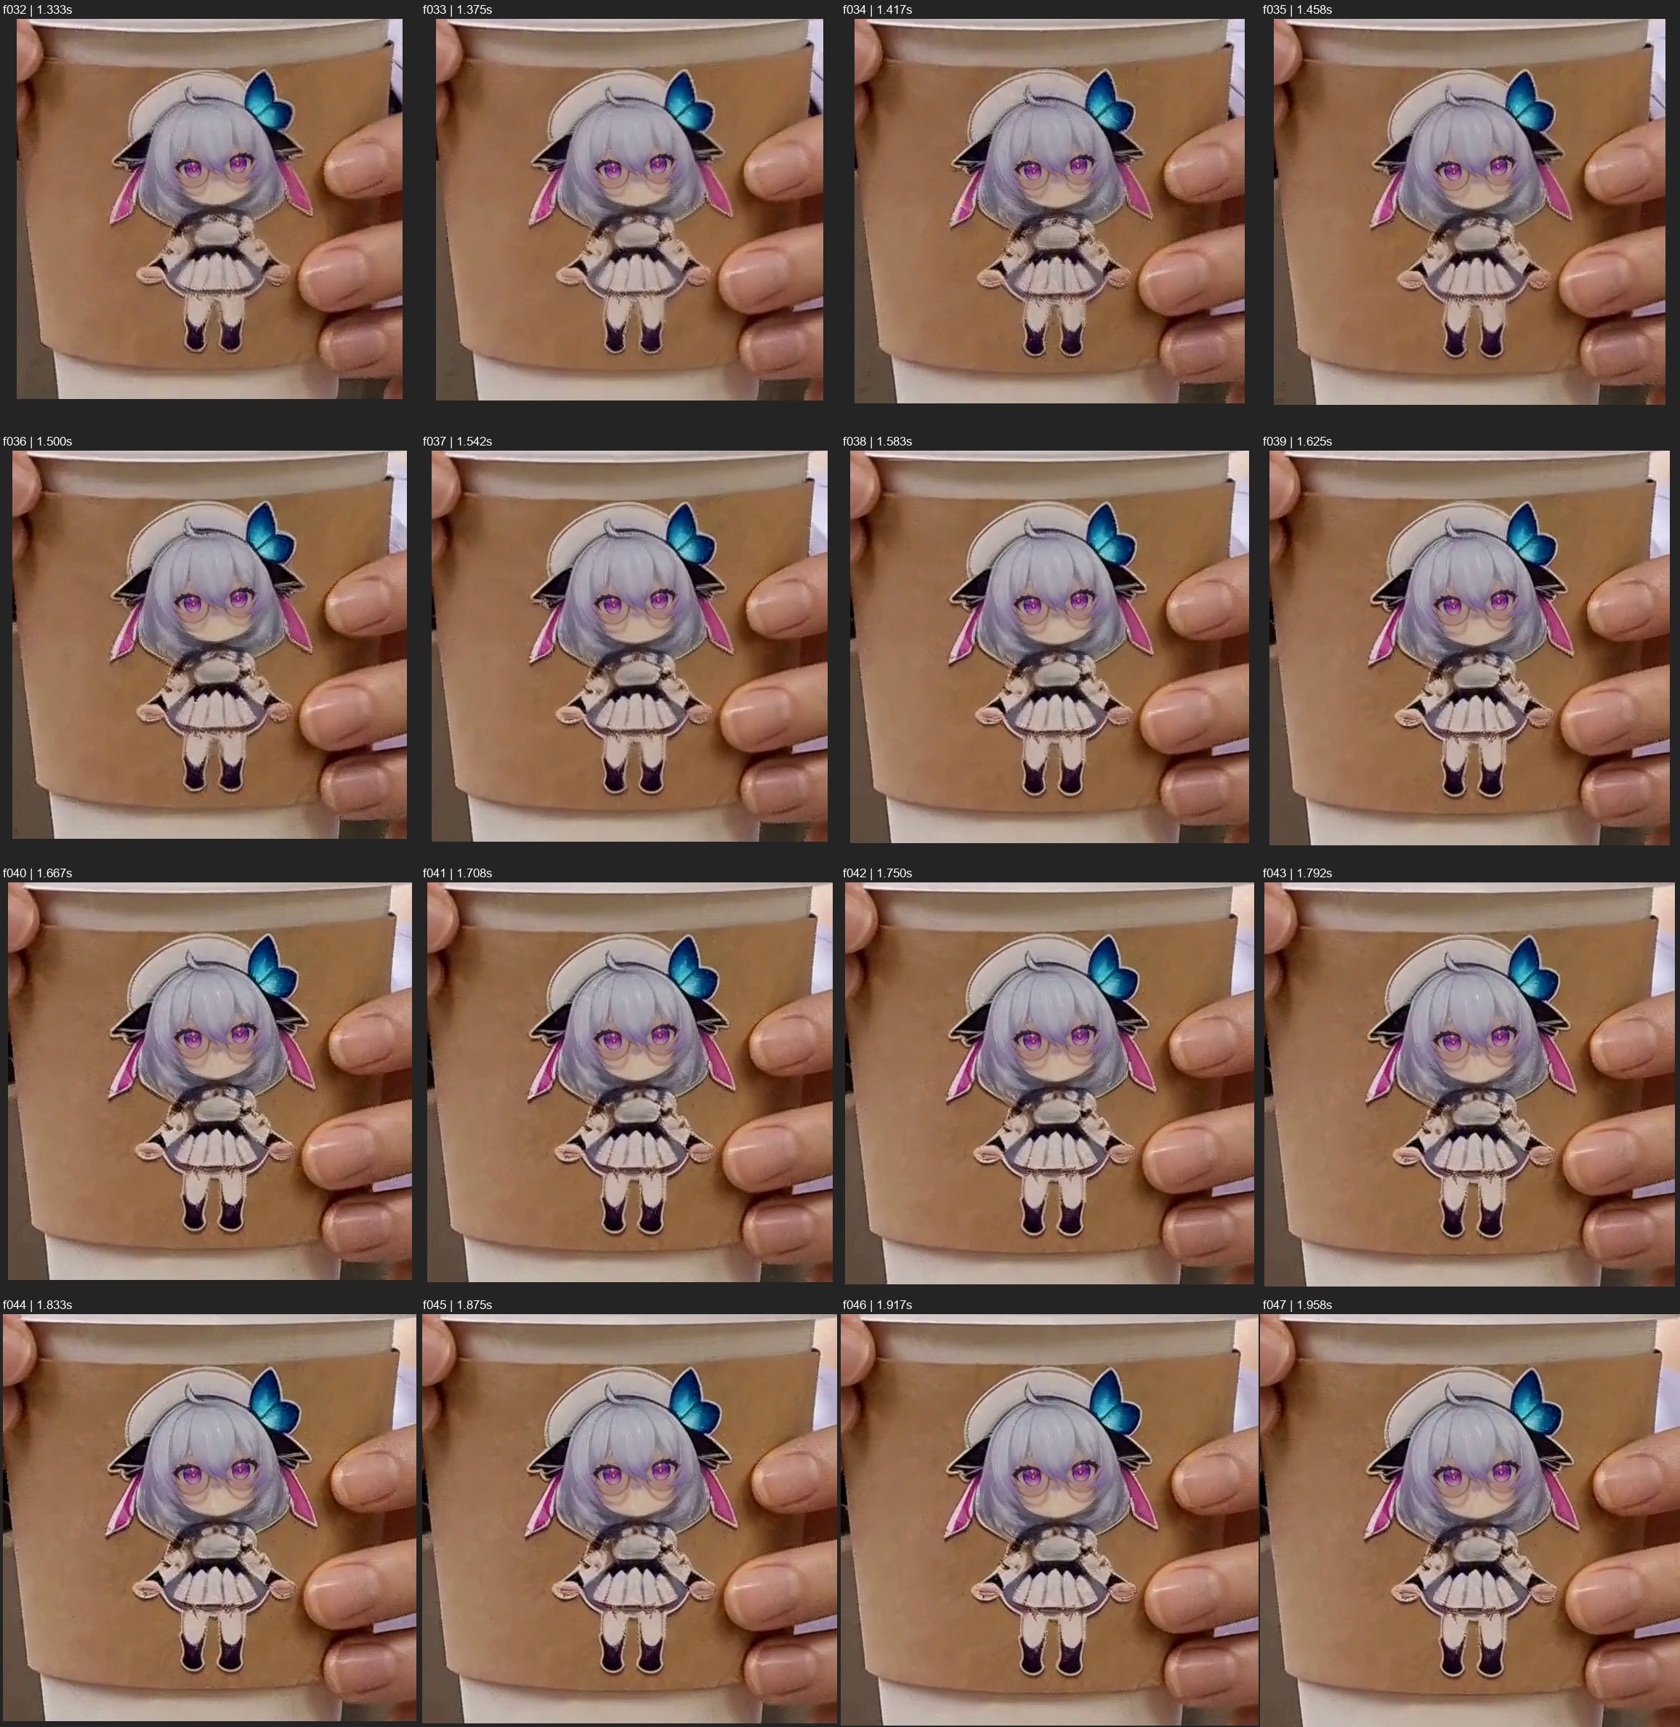 f032 | 1.333s
f033 | 1.375s
f034 | 1.417s
f035 | 1.458s
f036 | 1.500s
f037 | 1.542s
f038 | 1.583s
f039 | 1.625s
f040 | 1.667s
f041 | 1.708s
f042 | 1.750s
f043 | 1.792s
f044 | 1.833s
f045 | 1.875s
f046 | 1.917s
f047 | 1.958s